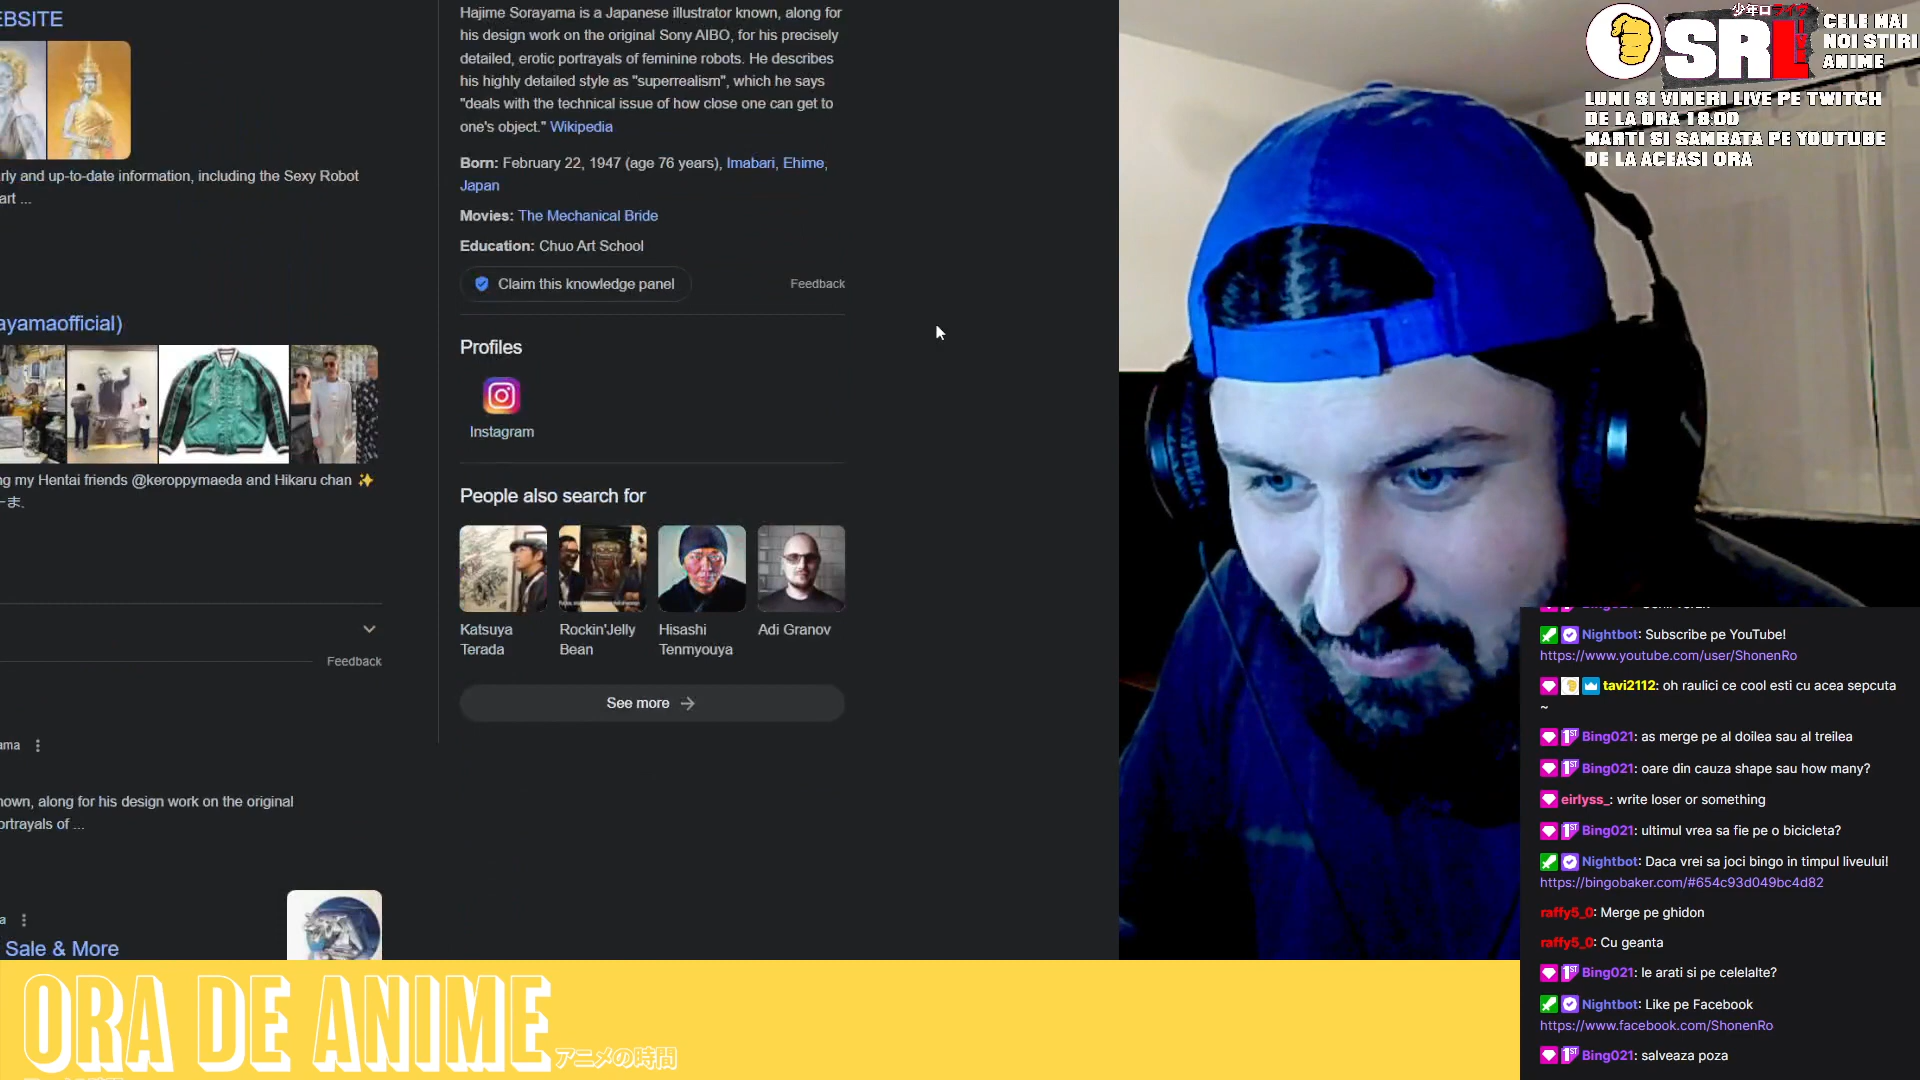 EBSITE
rly and up-to-date information, including the Sexy Robot
art ...
ayamaofficial)
ng my Hentai friends @keroppymaeda and Hikaru chan ✨
ーま.
Feedback
ama
nown, along for his design work on the original
ortrayals of ...
a
Sale & More
Hajime Sorayama is a Japanese illustrator known, along for
his design work on the original Sony AIBO, for his precisely
detailed, erotic portrayals of feminine robots. He describes
his highly detailed style as "superrealism", which he says
"deals with the technical issue of how close one can get to
one's object." Wikipedia
Born: February 22, 1947 (age 76 years), Imabari, Ehime,
Japan
Movies: The Mechanical Bride
Education: Chuo Art School
Claim this knowledge panel
Feedback
Profiles
Instagram
People also search for
Katsuya
Terada
Rockin'Jelly
Bean
Hisashi
Tenmyouya
Adi Granov
See more →
少年ロライヴ
SRL
LIVE
CELE MAI
NOI STIRI
ANIME
LUNI SI VINERI LIVE PE TWITCH
DE LA ORA 18:00
MARTI SI SAMBATA PE YOUTUBE
DE LA ACEASI ORA
Nightbot: Subscribe pe YouTube!
https://www.youtube.com/user/ShonenRo
tavi2112: oh raulici ce cool esti cu acea sepcuta
~
Bing021: as merge pe al doilea sau al treilea
Bing021: oare din cauza shape sau how many?
eirlyss_: write loser or something
Bing021: ultimul vrea sa fie pe o bicicleta?
Nightbot: Daca vrei sa joci bingo in timpul liveului!
https://bingobaker.com/#654c93d049bc4d82
raffy5_0: Merge pe ghidon
raffy5_0: Cu geanta
Bing021: le arati si pe celelalte?
Nightbot: Like pe Facebook
https://www.facebook.com/ShonenRo
Bing021: salveaza poza
ORA DE ANIME
アニメの時間